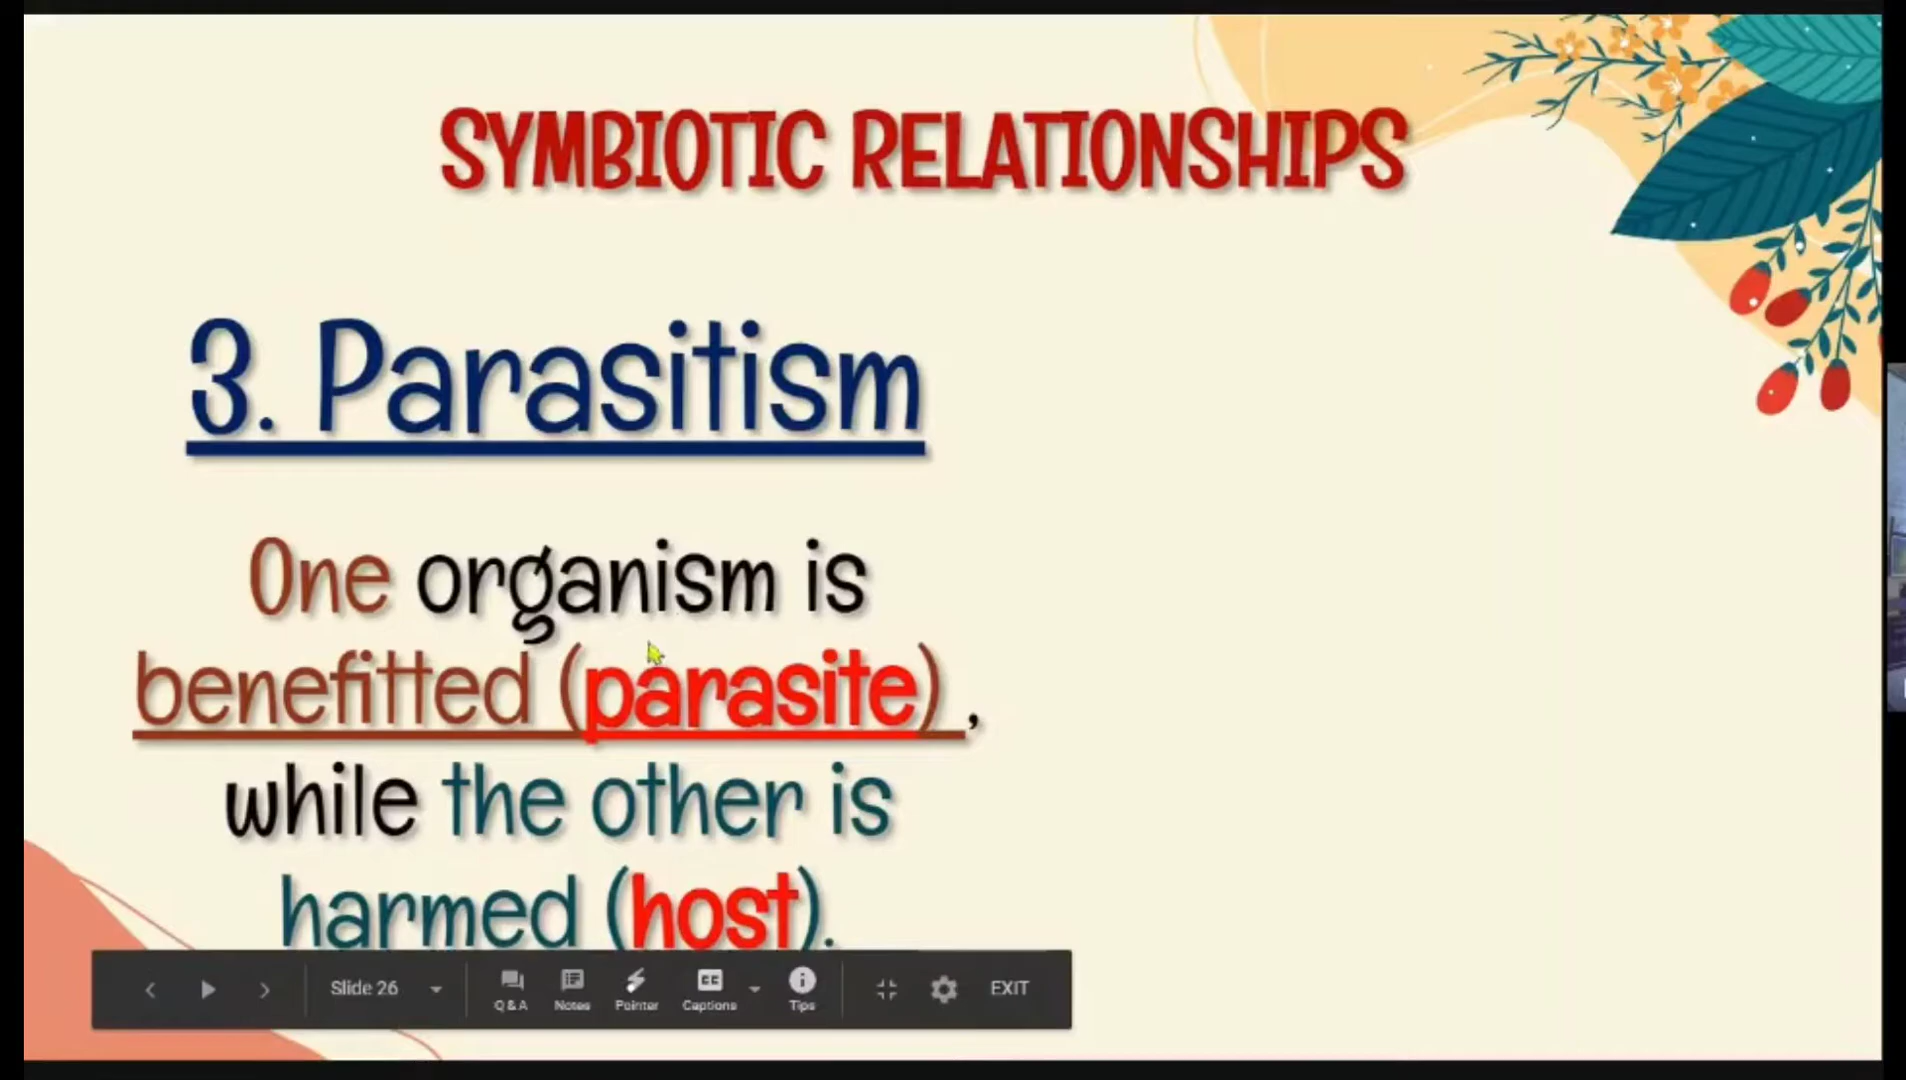 SYMBIOTIC RELATIONSHIPS
3. Parasitism
One organism is
benefitted (parasite) ,
while the other is
harmed (host).
Slide 26
Q & A
Notes
Pointer
CC
Captions
Tips
EXIT